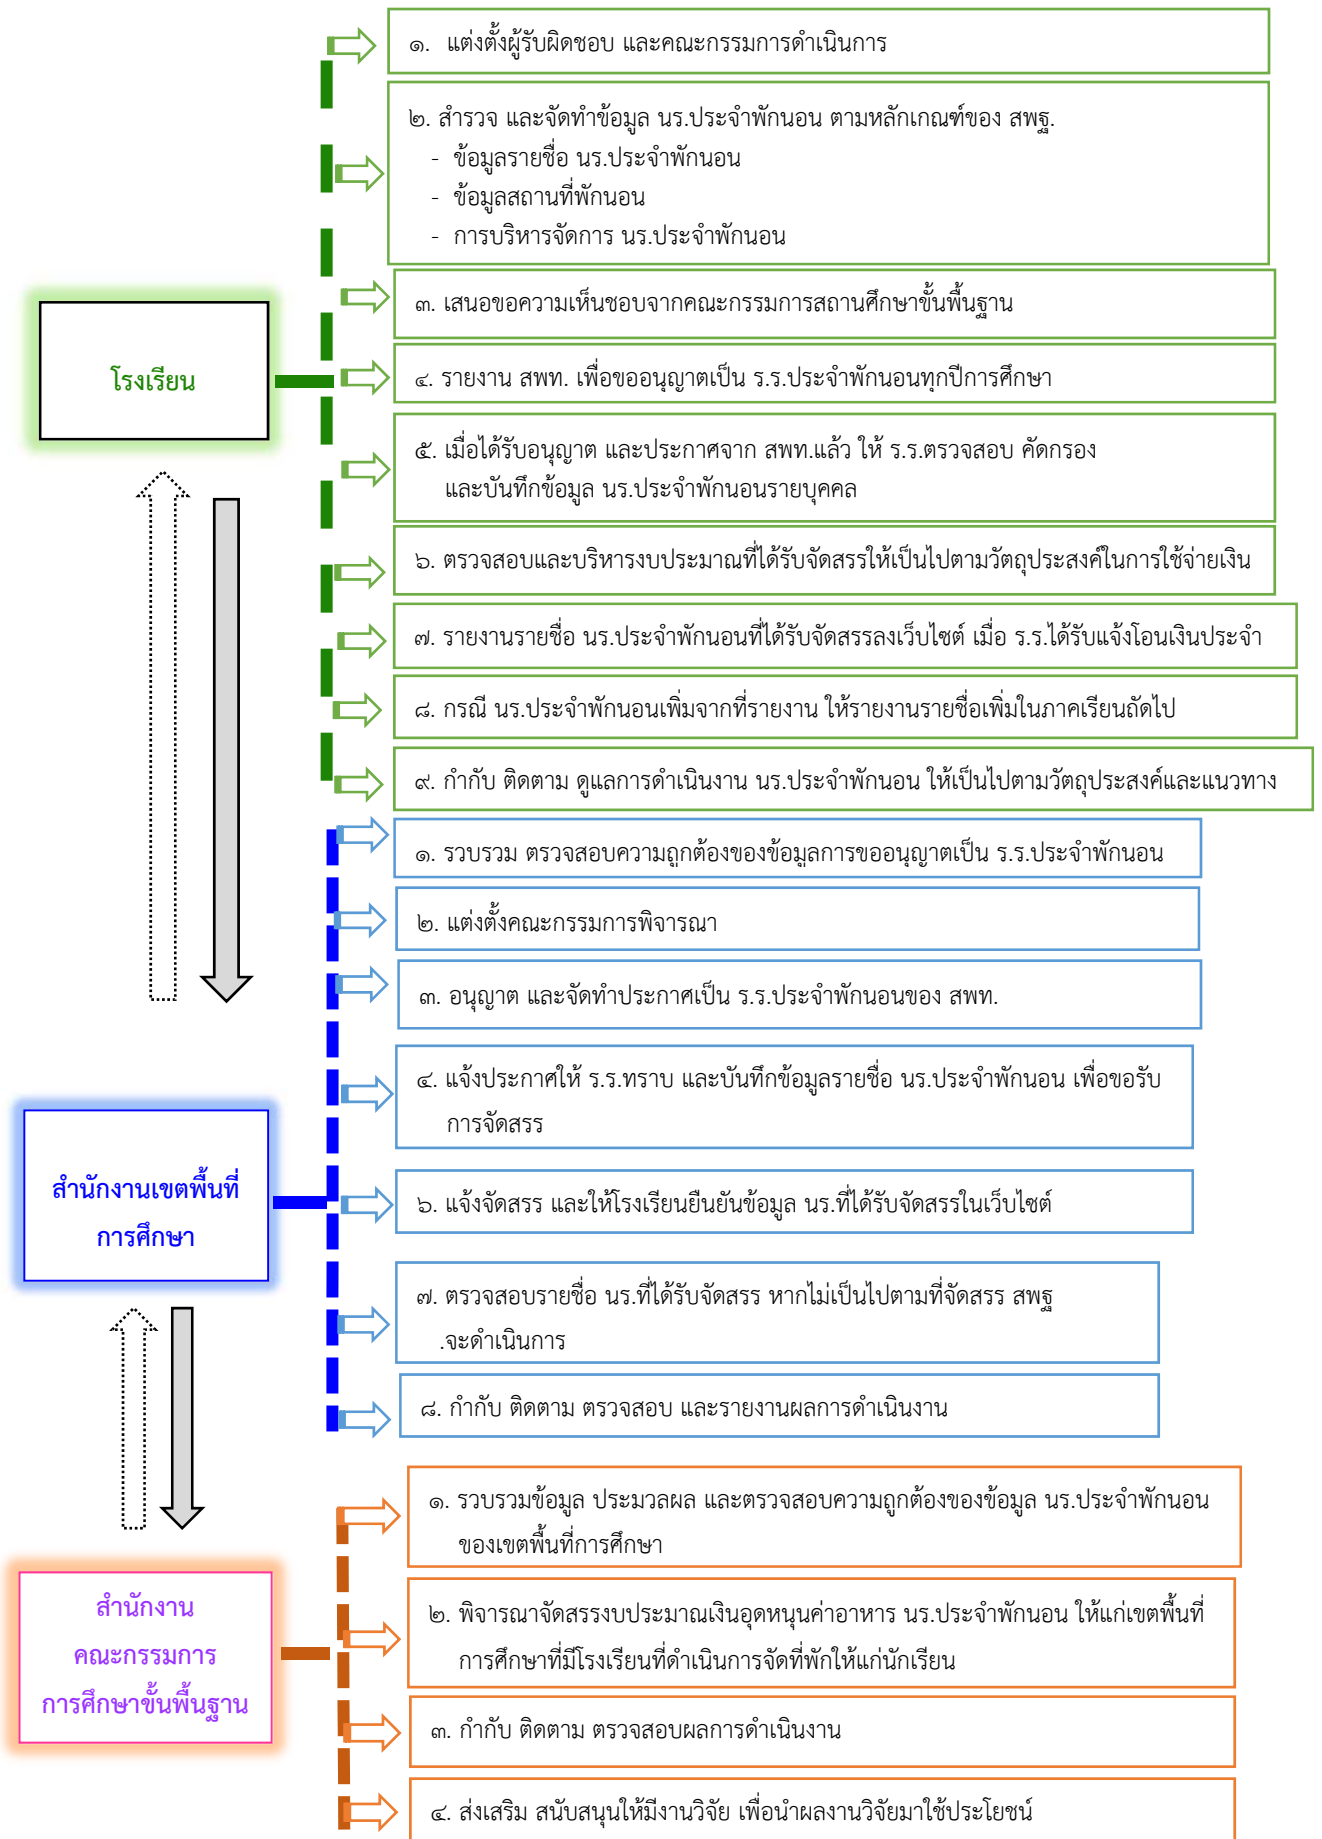 ๑. แต่งตั้งผู้รับผิดชอบ และคณะกรรมการดำเนินการ
๒. สำรวจ และจัดทำข้อมูล นร.ประจำพักนอน ตามหลักเกณฑ์ของ สพฐ.
- ข้อมูลรายชื่อ นร.ประจำพักนอน
- ข้อมูลสถานที่พักนอน
- การบริหารจัดการ นร.ประจำพักนอน
๓. เสนอขอความเห็นชอบจากคณะกรรมการสถานศึกษาขั้นพื้นฐาน
โรงเรียน
๔. รายงาน สพท. เพื่อขออนุญาตเป็น ร.ร.ประจำพักนอนทุกปีการศึกษา
๕. เมื่อได้รับอนุญาต และประกาศจาก สพท.แล้ว ให้ ร.ร.ตรวจสอบ คัดกรอง
และบันทึกข้อมูล นร.ประจำพักนอนรายบุคคล
๖. ตรวจสอบและบริหารงบประมาณที่ได้รับจัดสรรให้เป็นไปตามวัตถุประสงค์ในการใช้จ่ายเงิน
๗. รายงานรายชื่อ นร.ประจำพักนอนที่ได้รับจัดสรรลงเว็บไซต์ เมื่อ ร.ร.ได้รับแจ้งโอนเงินประจำ
๘. กรณี นร.ประจำพักนอนเพิ่มจากที่รายงาน ให้รายงานรายชื่อเพิ่มในภาคเรียนถัดไป
๙. กำกับ ติดตาม ดูแลการดำเนินงาน นร.ประจำพักนอน ให้เป็นไปตามวัตถุประสงค์และแนวทาง
๑. รวบรวม ตรวจสอบความถูกต้องของข้อมูลการขออนุญาตเป็น ร.ร.ประจำพักนอน
๒. แต่งตั้งคณะกรรมการพิจารณา
๓. อนุญาต และจัดทำประกาศเป็น ร.ร.ประจำพักนอนของ สพท.
๔. แจ้งประกาศให้ ร.ร.ทราบ และบันทึกข้อมูลรายชื่อ นร.ประจำพักนอน เพื่อขอรับ
การจัดสรร
สำนักงานเขตพื้นที่
การศึกษา
๖. แจ้งจัดสรร และให้โรงเรียนยืนยันข้อมูล นร.ที่ได้รับจัดสรรในเว็บไซต์
๗. ตรวจสอบรายชื่อ นร.ที่ได้รับจัดสรร หากไม่เป็นไปตามที่จัดสรร สพฐ
.จะดำเนินการ
๘. กำกับ ติดตาม ตรวจสอบ และรายงานผลการดำเนินงาน
๑. รวบรวมข้อมูล ประมวลผล และตรวจสอบความถูกต้องของข้อมูล นร.ประจำพักนอน
ของเขตพื้นที่การศึกษา
สำนักงาน
คณะกรรมการ
การศึกษาขั้นพื้นฐาน
๒. พิจารณาจัดสรรงบประมาณเงินอุดหนุนค่าอาหาร นร.ประจำพักนอน ให้แก่เขตพื้นที่
การศึกษาที่มีโรงเรียนที่ดำเนินการจัดที่พักให้แก่นักเรียน
๓. กำกับ ติดตาม ตรวจสอบผลการดำเนินงาน
๔. ส่งเสริม สนับสนุนให้มีงานวิจัย เพื่อนำผลงานวิจัยมาใช้ประโยชน์